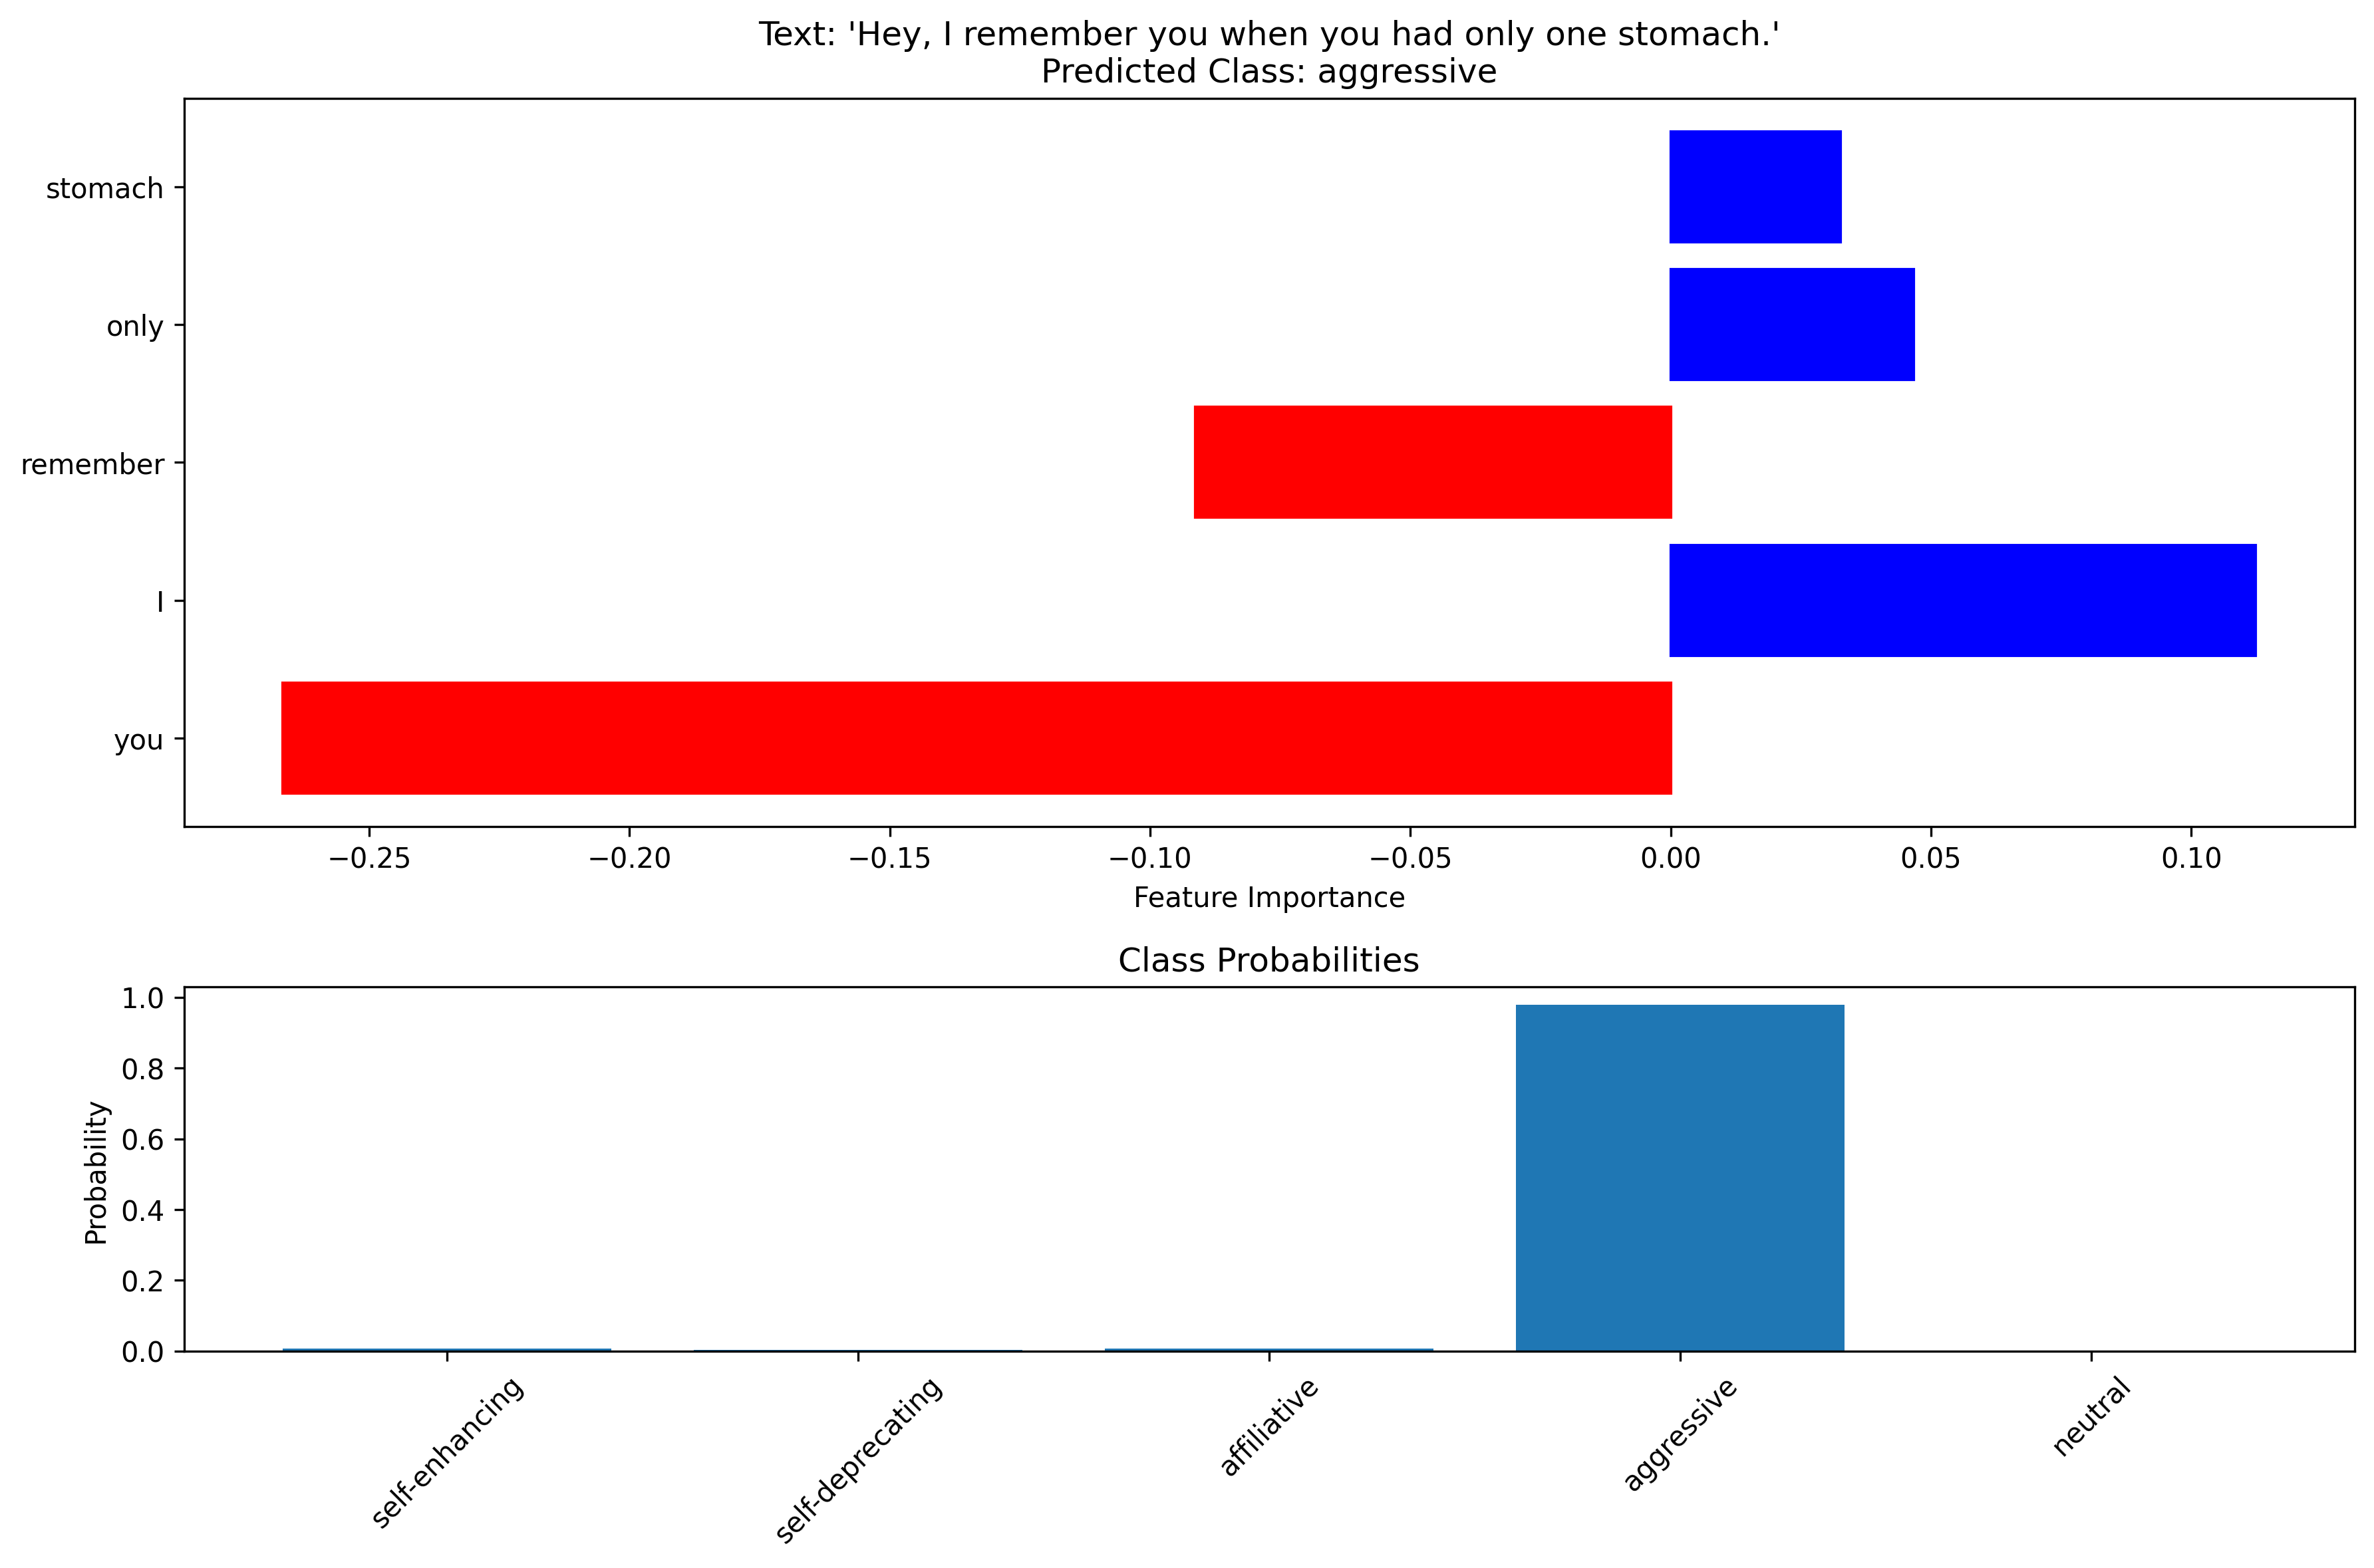 Text: 'Hey, I remember you when you had only one stomach.'
Predicted Class: aggressive
stomach
only
remember
I
you
−0.25 −0.20 −0.15 −0.10 −0.05 0.00 0.05 0.10
Feature Importance
Class Probabilities
1.0
0.8
0.6
0.4
0.2
0.0
Probability
self-enhancing self-deprecating affiliative aggressive neutral